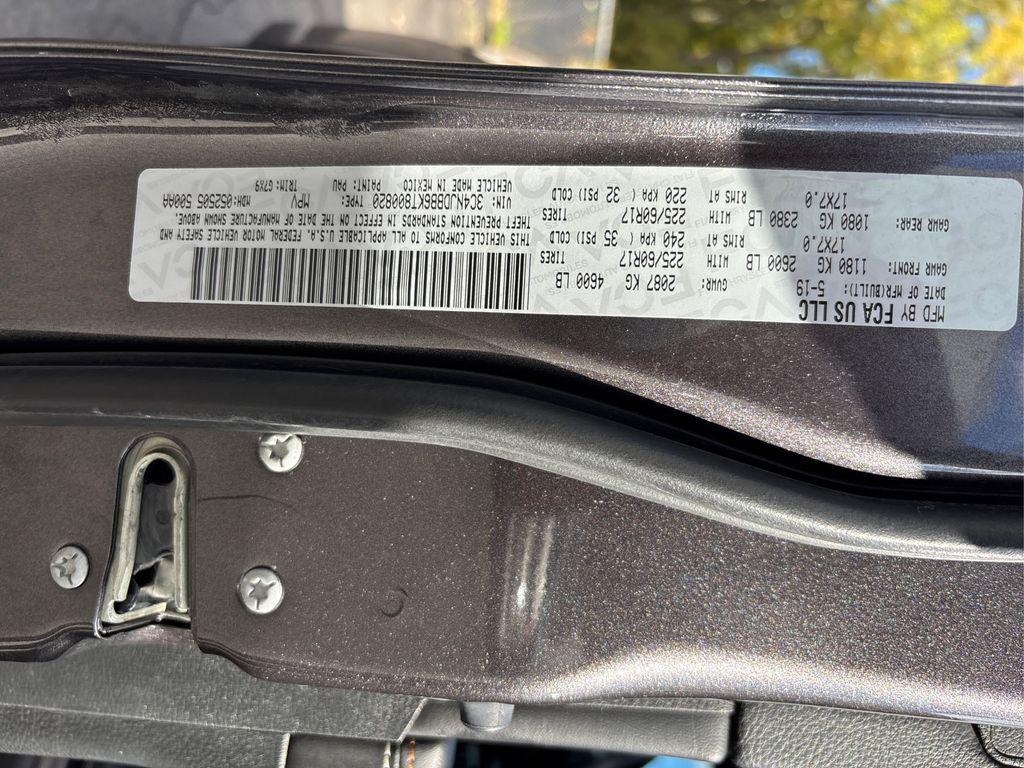 MFD BY FCA US LLC
DATE OF MFR(BUILT): 5-19
GVWR: 2087 KG 4600 LB
GAWR FRONT: 1180 KG 2600 LB WITH 225/60R17 TIRES
17X7.0 RIMS AT 240 KPA ( 35 PSI) COLD
GAWR REAR: 1080 KG 2380 LB WITH 225/60R17 TIRES
17X7.0 RIMS AT 220 KPA ( 32 PSI) COLD
THIS VEHICLE CONFORMS TO ALL APPLICABLE U.S.A. FEDERAL MOTOR VEHICLE SAFETY AND
THEFT PREVENTION STANDARDS IN EFFECT ON THE DATE OF MANUFACTURE SHOWN ABOVE.
VIN: 3C4NJDBB6KT800820 TYPE: MPV MDH: 052505 500AA
VEHICLE MADE IN MEXICO PAINT: PAU TRIM: G7X9